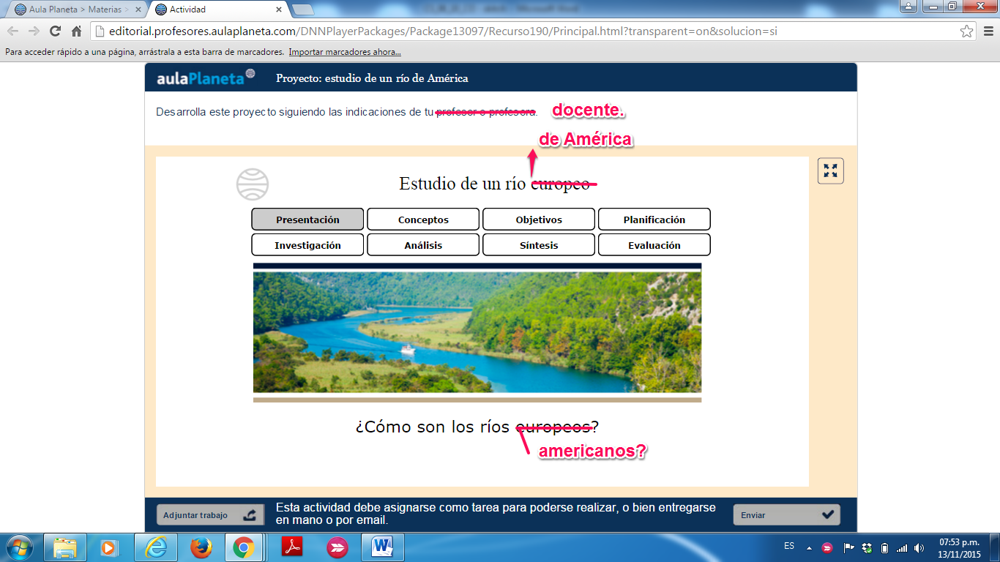 Aula Planeta > Materias >
Actividad
LI_08_10_CO - datos - Microsoft Word
editorial.profesores.aulaplaneta.com/DNNPlayerPackages/Package13097/Recurso190/Principal.html?transparent=on&solucion=si
Para acceder rápido a una página, arrástrala a esta barra de marcadores. Importar marcadores ahora...
aulaPlaneta Proyecto: estudio de un río de América
Desarrolla este proyecto siguiendo las indicaciones de tu profesor o profesora. docente.
de América
Estudio de un río europeo
Presentación Conceptos Objetivos Planificación
Investigación Análisis Síntesis Evaluación
¿Cómo son los ríos europeos?
americanos?
Adjuntar trabajo
Esta actividad debe asignarse como tarea para poderse realizar, o bien entregarse
en mano o por email.
Enviar
ES
07:53 p.m.
13/11/2015